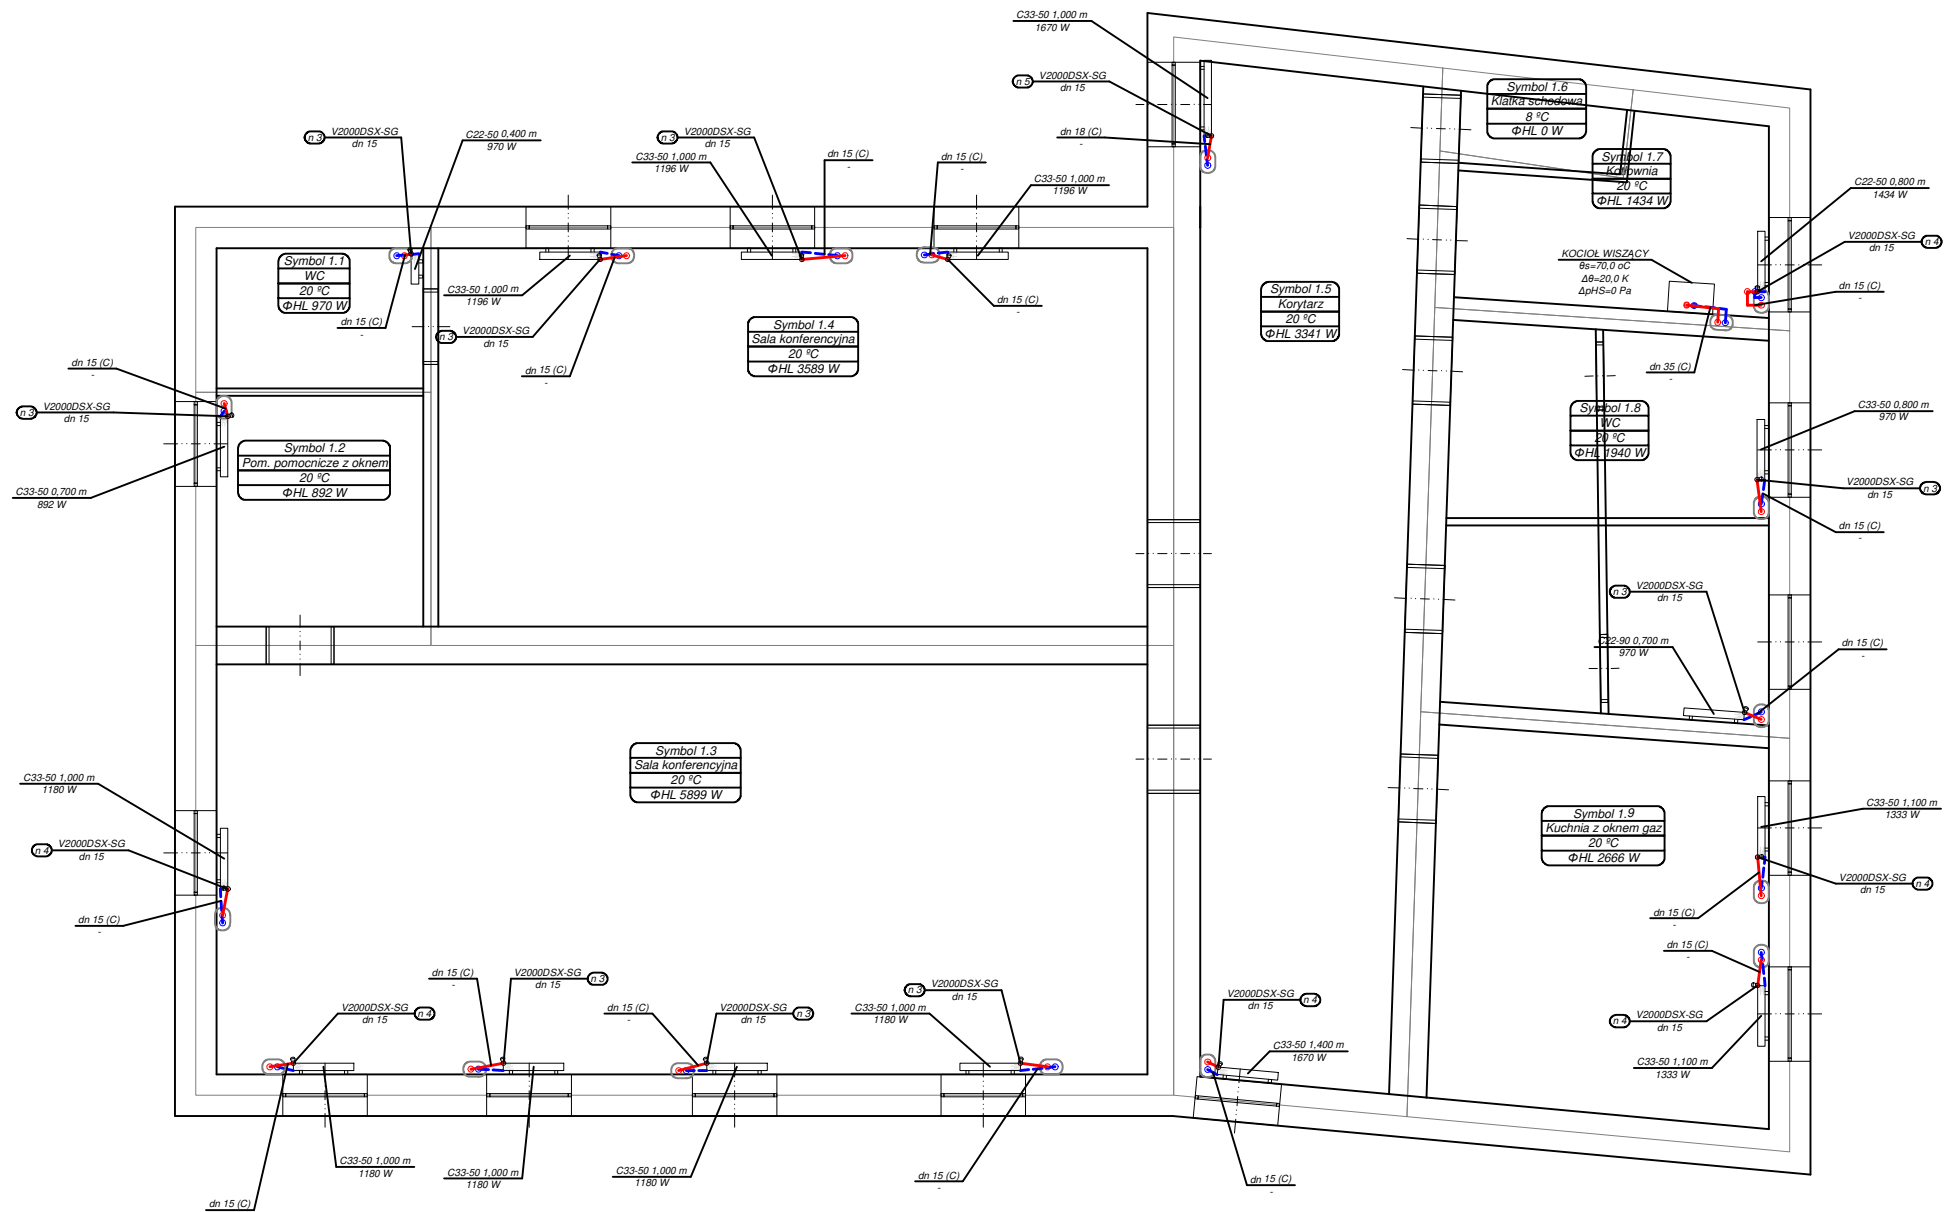 C33-50 1,000 m
1670 W
n 5
V2000DSX-SG
dn 15
dn 18 (C)
-
n 3
V2000DSX-SG
dn 15
C22-50 0,400 m
970 W
n 3
V2000DSX-SG
dn 15
C33-50 1,000 m
1196 W
dn 15 (C)
-
dn 15 (C)
-
C33-50 1,000 m
1196 W
Symbol 1.6
Klatka schodowa
8 ºC
ΦHL 0 W
Symbol 1.7
Kotłownia
20 ºC
ΦHL 1434 W
C22-50 0,800 m
1434 W
V2000DSX-SG
dn 15
n 4
KOCIOŁ WISZĄCY
θs=70,0 oC
Δθ=20,0 K
ΔpHS=0 Pa
dn 15 (C)
-
Symbol 1.1
WC
20 ºC
ΦHL 970 W
dn 15 (C)
-
C33-50 1,000 m
1196 W
n 3
V2000DSX-SG
dn 15
dn 15 (C)
-
dn 15 (C)
-
Symbol 1.4
Sala konferencyjna
20 ºC
ΦHL 3589 W
Symbol 1.5
Korytarz
20 ºC
ΦHL 3341 W
dn 35 (C)
-
dn 15 (C)
-
n 3
V2000DSX-SG
dn 15
C33-50 0,700 m
892 W
Symbol 1.2
Pom. pomocnicze z oknem
20 ºC
ΦHL 892 W
Symbol 1.8
WC
20 ºC
ΦHL 1940 W
C33-50 0,800 m
970 W
V2000DSX-SG
dn 15
n 3
dn 15 (C)
-
n 3
V2000DSX-SG
dn 15
C22-90 0,700 m
970 W
dn 15 (C)
-
Symbol 1.3
Sala konferencyjna
20 ºC
ΦHL 5899 W
C33-50 1,000 m
1180 W
n 4
V2000DSX-SG
dn 15
dn 15 (C)
-
Symbol 1.9
Kuchnia z oknem gaz
20 ºC
ΦHL 2666 W
C33-50 1,100 m
1333 W
V2000DSX-SG
dn 15
n 4
dn 15 (C)
-
dn 15 (C)
-
n 4
V2000DSX-SG
dn 15
C33-50 1,100 m
1333 W
V2000DSX-SG
dn 15
n 4
dn 15 (C)
-
V2000DSX-SG
dn 15
n 3
dn 15 (C)
-
V2000DSX-SG
dn 15
n 3
n 3
V2000DSX-SG
dn 15
C33-50 1,000 m
1180 W
V2000DSX-SG
dn 15
n 4
C33-50 1,400 m
1670 W
C33-50 1,000 m
1180 W
C33-50 1,000 m
1180 W
C33-50 1,000 m
1180 W
dn 15 (C)
-
dn 15 (C)
-
dn 15 (C)